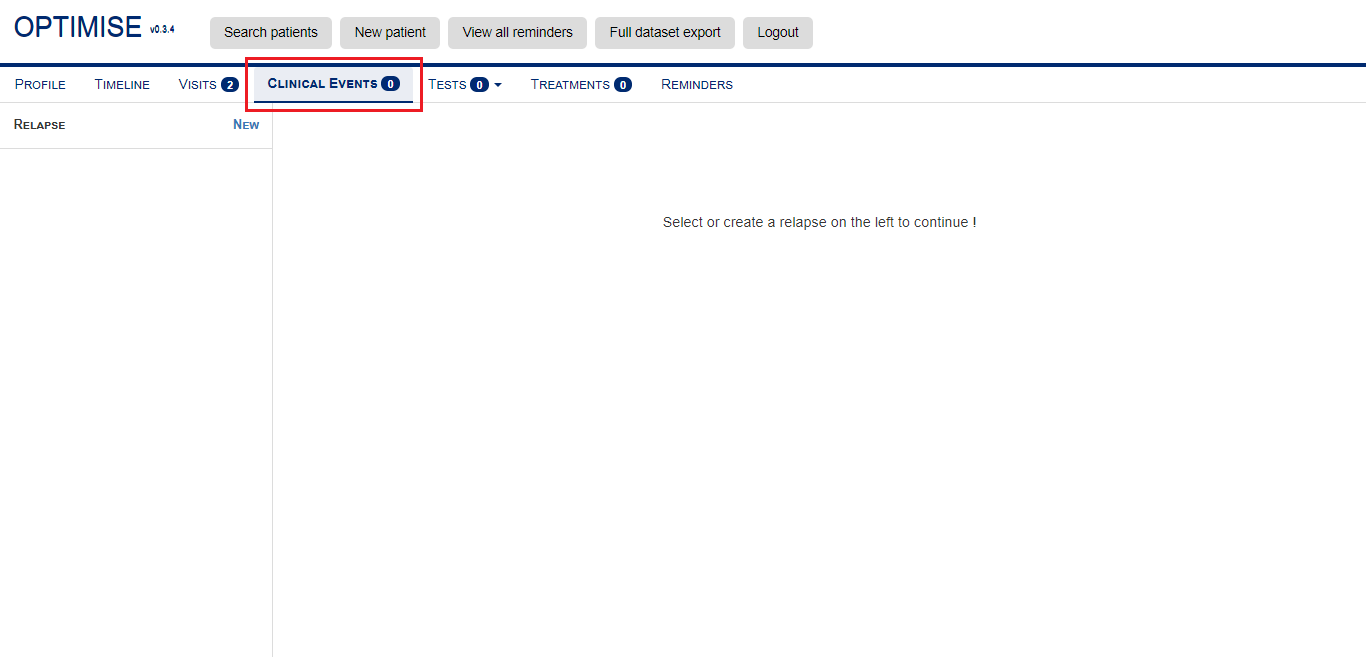 OPTIMISE v0.3.4 Search patients New patient View all reminders Full dataset export Logout
PROFILE TIMELINE VISITS 2 CLINICAL EVENTS 0 TESTS 0 TREATMENTS 0 REMINDERS
RELAPSE NEW
Select or create a relapse on the left to continue !